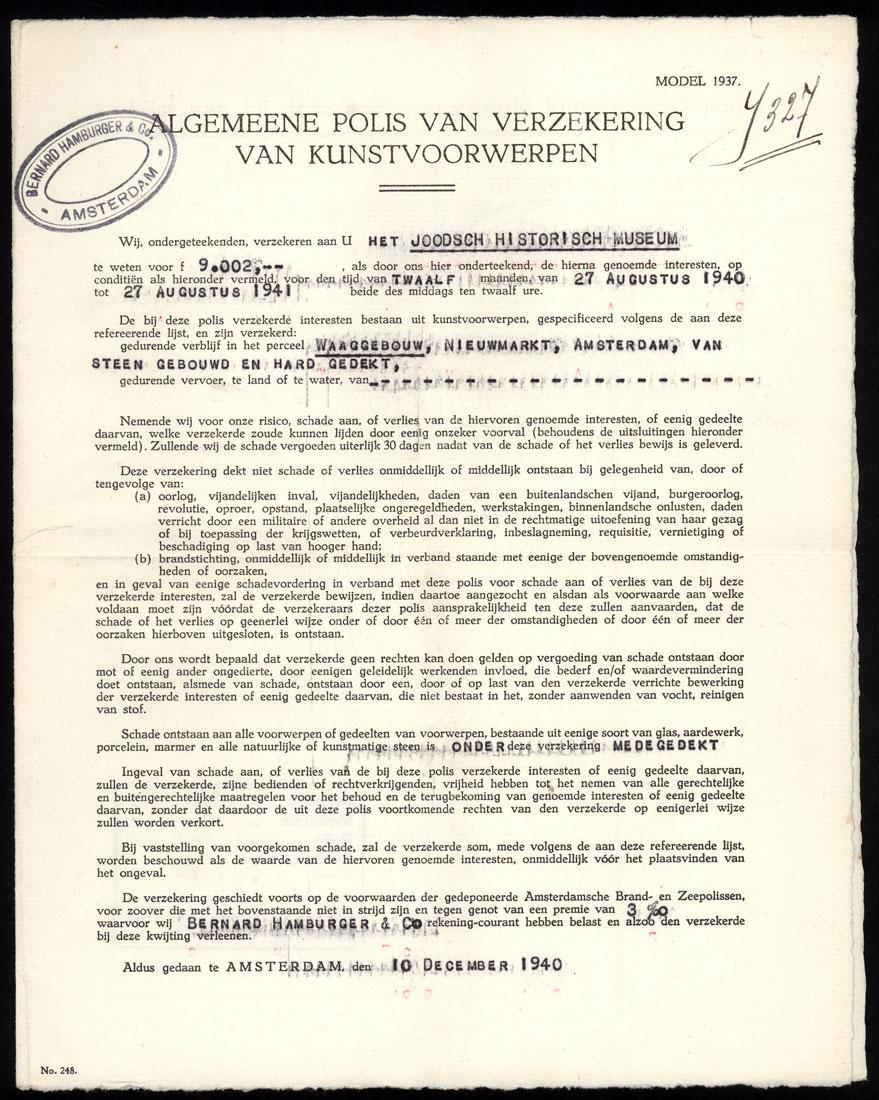 MODEL 1937.
Y 327
BERNARD HAMBURGER & Co.
- AMSTERDAM -
ALGEMEENE POLIS VAN VERZEKERING
VAN KUNSTVOORWERPEN
Wij, ondergeteekenden, verzekeren aan U HET JOODSCH HISTORISCH MUSEUM
te weten voor f 9.002,-- , als door ons hier onderteekend, de hierna genoemde interesten, op
conditiën als hieronder vermeld, voor den tijd van TWAALF maanden, van 27 AUGUSTUS 1940
tot 27 AUGUSTUS 1941 beide des middags ten twaalf ure.
De bij deze polis verzekerde interesten bestaan uit kunstvoorwerpen, gespecificeerd volgens de aan deze
refereerende lijst, en zijn verzekerd:
gedurende verblijf in het perceel WAAGGEBOUW, NIEUWMARKT, AMSTERDAM, VAN
STEEN GEBOUWD EN HARD GEDEKT,
gedurende vervoer, te land of te water, van - - - - - - - - - - - - - - - - - - - -
Nemende wij voor onze risico, schade aan, of verlies van de hiervoren genoemde interesten, of eenig gedeelte
daarvan, welke verzekerde zoude kunnen lijden door eenig onzeker voorval (behoudens de uitsluitingen hieronder
vermeld). Zullende wij de schade vergoeden uiterlijk 30 dagen nadat van de schade of het verlies bewijs is geleverd.
Deze verzekering dekt niet schade of verlies onmiddellijk of middellijk ontstaan bij gelegenheid van, door of
tengevolge van:
(a) oorlog, vijandelijken inval, vijandelijkheden, daden van een buitenlandschen vijand, burgeroorlog,
revolutie, oproer, opstand, plaatselijke ongeregeldheden, werkstakingen, binnenlandsche onlusten, daden
verricht door een militaire of andere overheid al dan niet in de rechtmatige uitoefening van haar gezag
of bij toepassing der krijgswetten, of verbeurdverklaring, inbeslagneming, requisitie, vernietiging of
beschadiging op last van hooger hand;
(b) brandstichting, onmiddellijk of middellijk in verband staande met eenige der bovengenoemde omstandig-
heden of oorzaken,
en in geval van eenige schadevordering in verband met deze polis voor schade aan of verlies van de bij deze
verzekerde interesten, zal de verzekerde bewijzen, indien daartoe aangezocht en alsdan als voorwaarde aan welke
voldaan moet zijn vóórdat de verzekeraars dezer polis aansprakelijkheid ten deze zullen aanvaarden, dat de
schade of het verlies op geenerlei wijze onder of door één of meer der omstandigheden of door één of meer der
oorzaken hierboven uitgesloten, is ontstaan.
Door ons wordt bepaald dat verzekerde geen rechten kan doen gelden op vergoeding van schade ontstaan door
mot of eenig ander ongedierte, door eenigen geleidelijk werkenden invloed, die bederf en/of waardevermindering
doet ontstaan, alsmede van schade, ontstaan door een, door of op last van den verzekerde verrichte bewerking
der verzekerde interesten of eenig gedeelte daarvan, die niet bestaat in het, zonder aanwenden van vocht, reinigen
van stof.
Schade ontstaan aan alle voorwerpen of gedeelten van voorwerpen, bestaande uit eenige soort van glas, aardewerk,
porcelein, marmer en alle natuurlijke of kunstmatige steen is ONDER deze verzekering MEDEGEDEKT
Ingeval van schade aan, of verlies van de bij deze polis verzekerde interesten of eenig gedeelte daarvan,
zullen de verzekerde, zijne bedienden of rechtverkrijgenden, vrijheid hebben tot het nemen van alle gerechtelijke
en buitengerechtelijke maatregelen voor het behoud en de terugbekoming van genoemde interesten of eenig gedeelte
daarvan, zonder dat daardoor de uit deze polis voortkomende rechten van den verzekerde op eenigerlei wijze
zullen worden verkort.
Bij vaststelling van voorgekomen schade, zal de verzekerde som, mede volgens de aan deze refereerende lijst,
worden beschouwd als de waarde van de hiervoren genoemde interesten, onmiddellijk vóór het plaatsvinden van
het ongeval.
De verzekering geschiedt voorts op de voorwaarden der gedeponeerde Amsterdamsche Brand- en Zeepolissen,
voor zoover die met het bovenstaande niet in strijd zijn en tegen genot van een premie van 3 ‰
waarvoor wij BERNARD HAMBURGER & Co rekening-courant hebben belast en alzoo den verzekerde
bij deze kwijting verleenen.
Aldus gedaan te AMSTERDAM, den 10 DECEMBER 1940
No. 248.